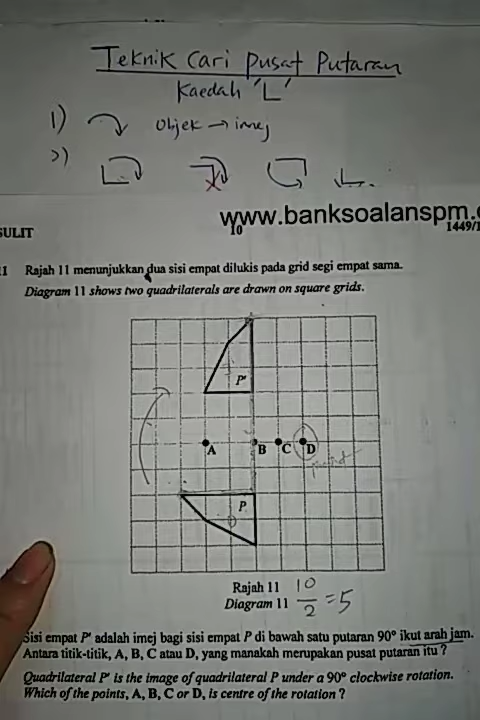 Teknik Cari Pusat Putaran
Kaedah 'L'
1) Objek → imej
2)
www.banksoalanspm.
SULIT
10
1449/1
11 Rajah 11 menunjukkan dua sisi empat dilukis pada grid segi empat sama.
Diagram 11 shows two quadrilaterals are drawn on square grids.
P'
A B C D
P
Rajah 11
Diagram 11
10/2 = 5
Sisi empat P' adalah imej bagi sisi empat P di bawah satu putaran 90° ikut arah jam.
Antara titik-titik, A, B, C atau D, yang manakah merupakan pusat putaran itu ?
Quadrilateral P' is the image of quadrilateral P under a 90° clockwise rotation.
Which of the points, A, B, C or D, is centre of the rotation ?